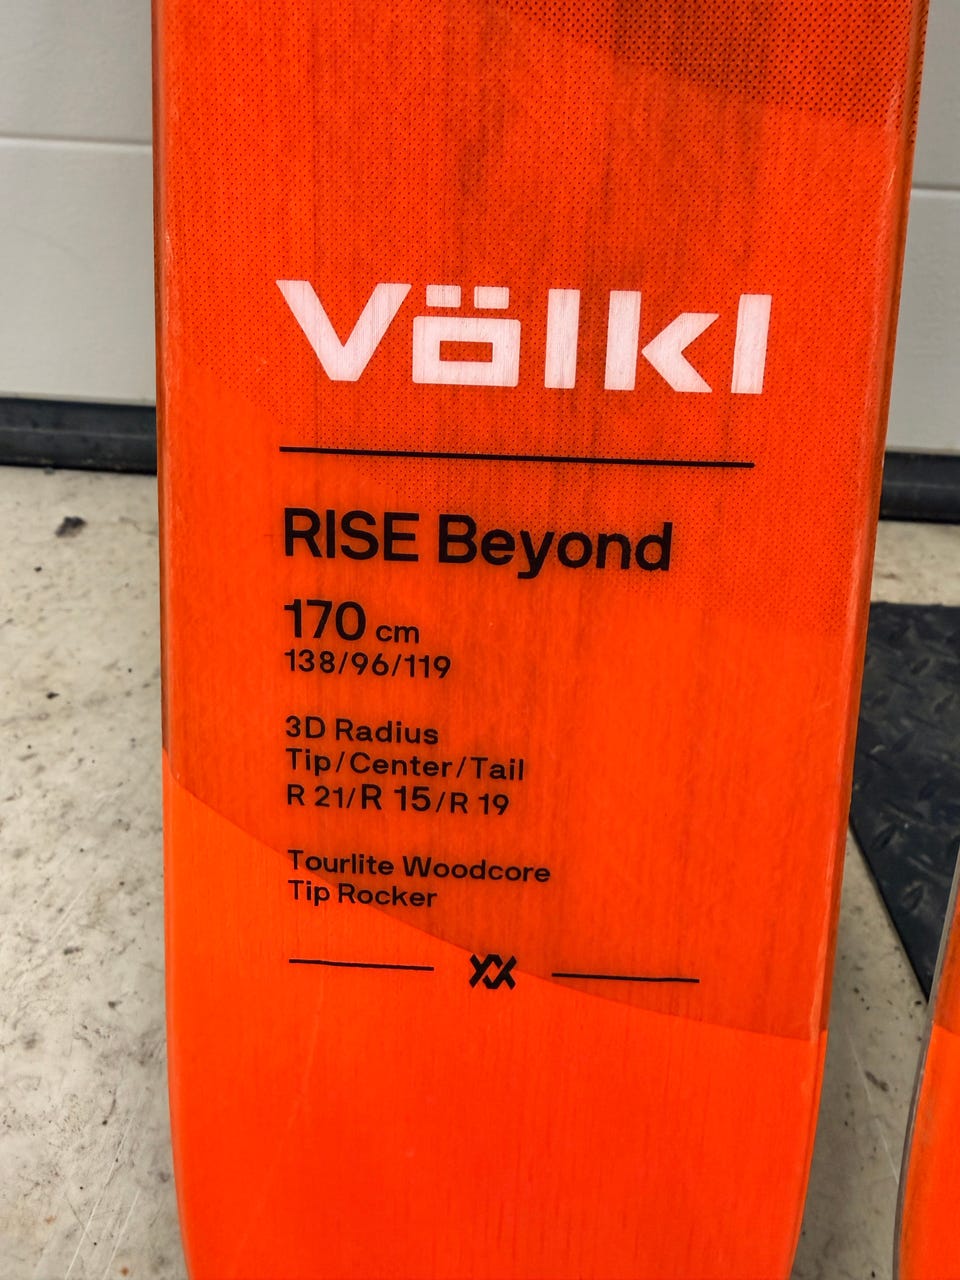 Völkl
RISE Beyond
170 cm
138/96/119
3D Radius
Tip/Center/Tail
R 21/R 15/R 19
Tourlite Woodcore
Tip Rocker